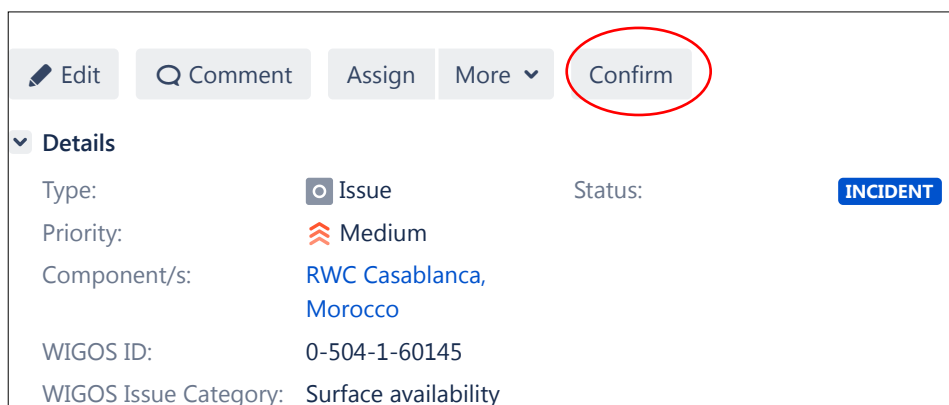 Edit Comment Assign More Confirm
Details
Type: Issue Status: INCIDENT
Priority: Medium
Component/s: RWC Casablanca,
Morocco
WIGOS ID: 0-504-1-60145
WIGOS Issue Category: Surface availability